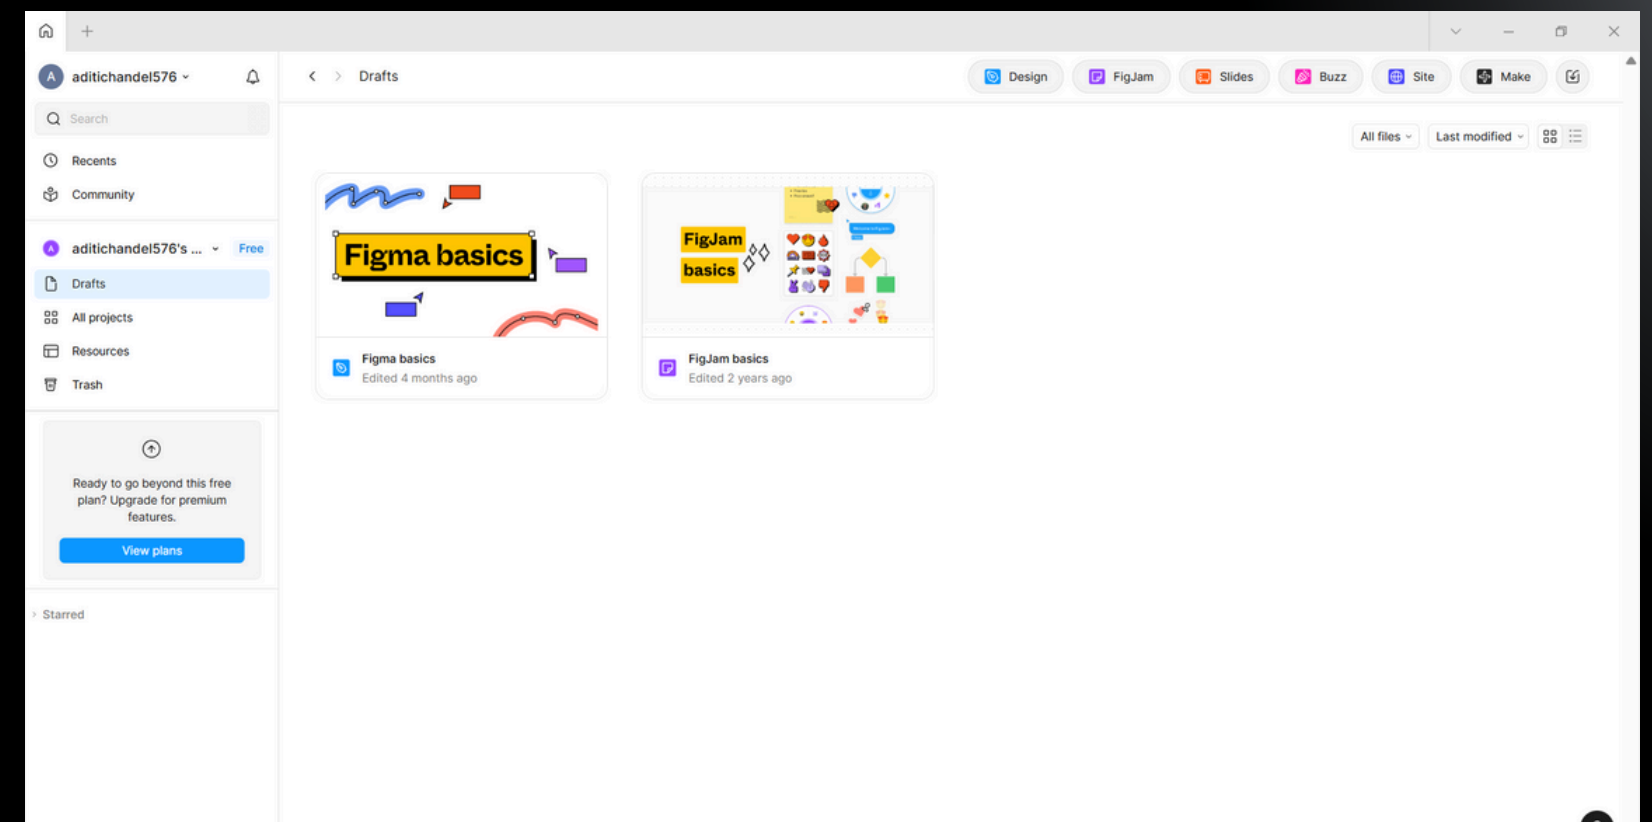 aditichandel576
Drafts
Design
FigJam
Slides
Buzz
Site
Make
Search
Recents
Community
All files
Last modified
aditichandel576's ...
Free
Drafts
All projects
Resources
Trash
Figma basics
Figma basics
Edited 4 months ago
FigJam
basics
FigJam basics
Edited 2 years ago
Ready to go beyond this free
plan? Upgrade for premium
features.
View plans
Starred